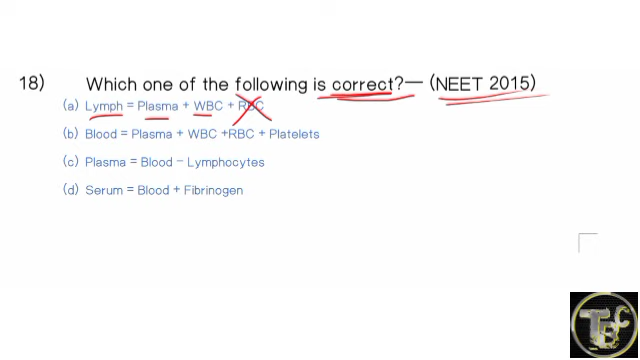 18) Which one of the following is correct?— (NEET 2015)
(a) Lymph = Plasma + WBC + RBC
(b) Blood = Plasma + WBC +RBC + Platelets
(c) Plasma = Blood − Lymphocytes
(d) Serum = Blood + Fibrinogen